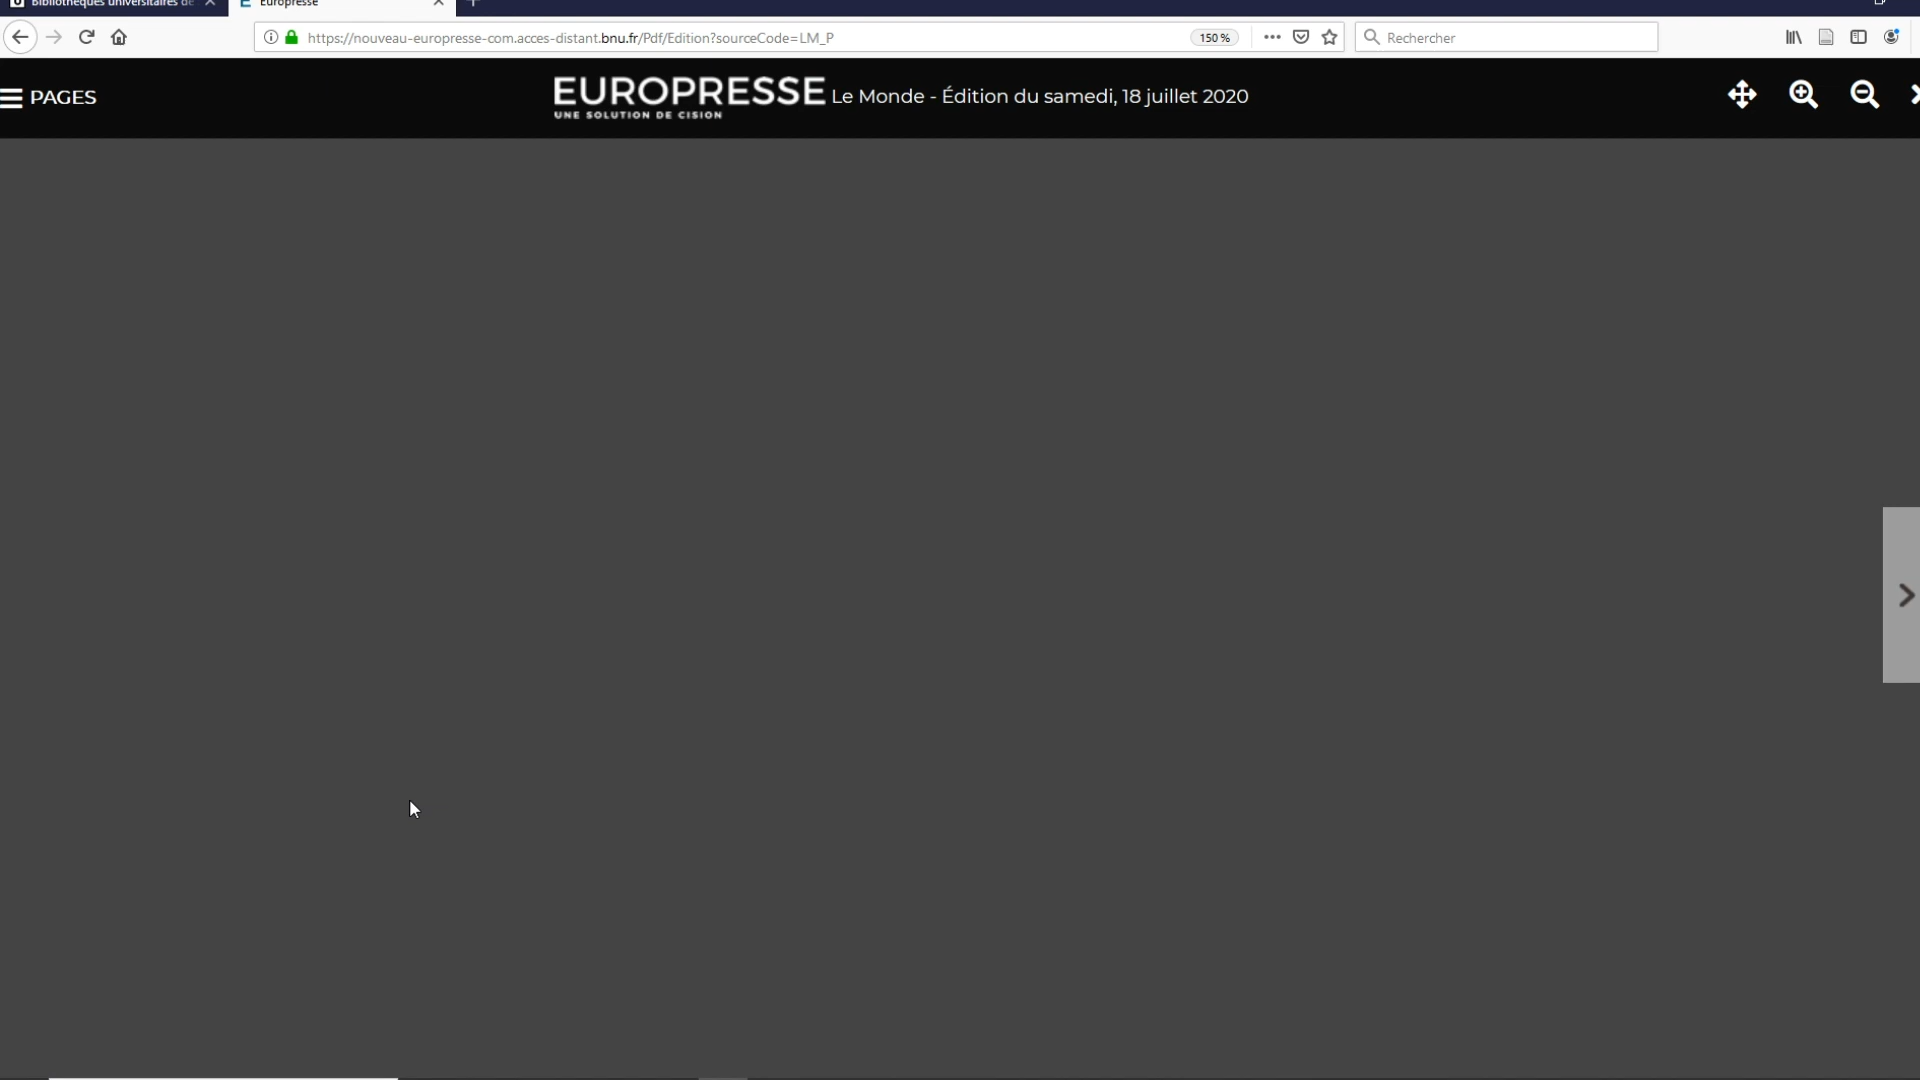 Bibliothèques universitaires de
Europresse
https://nouveau-europresse-com.acces-distant.bnu.fr/Pdf/Edition?sourceCode=LM_P
150 %
Rechercher
PAGES
EUROPRESSE Le Monde - Édition du samedi, 18 juillet 2020
UNE SOLUTION DE CISION